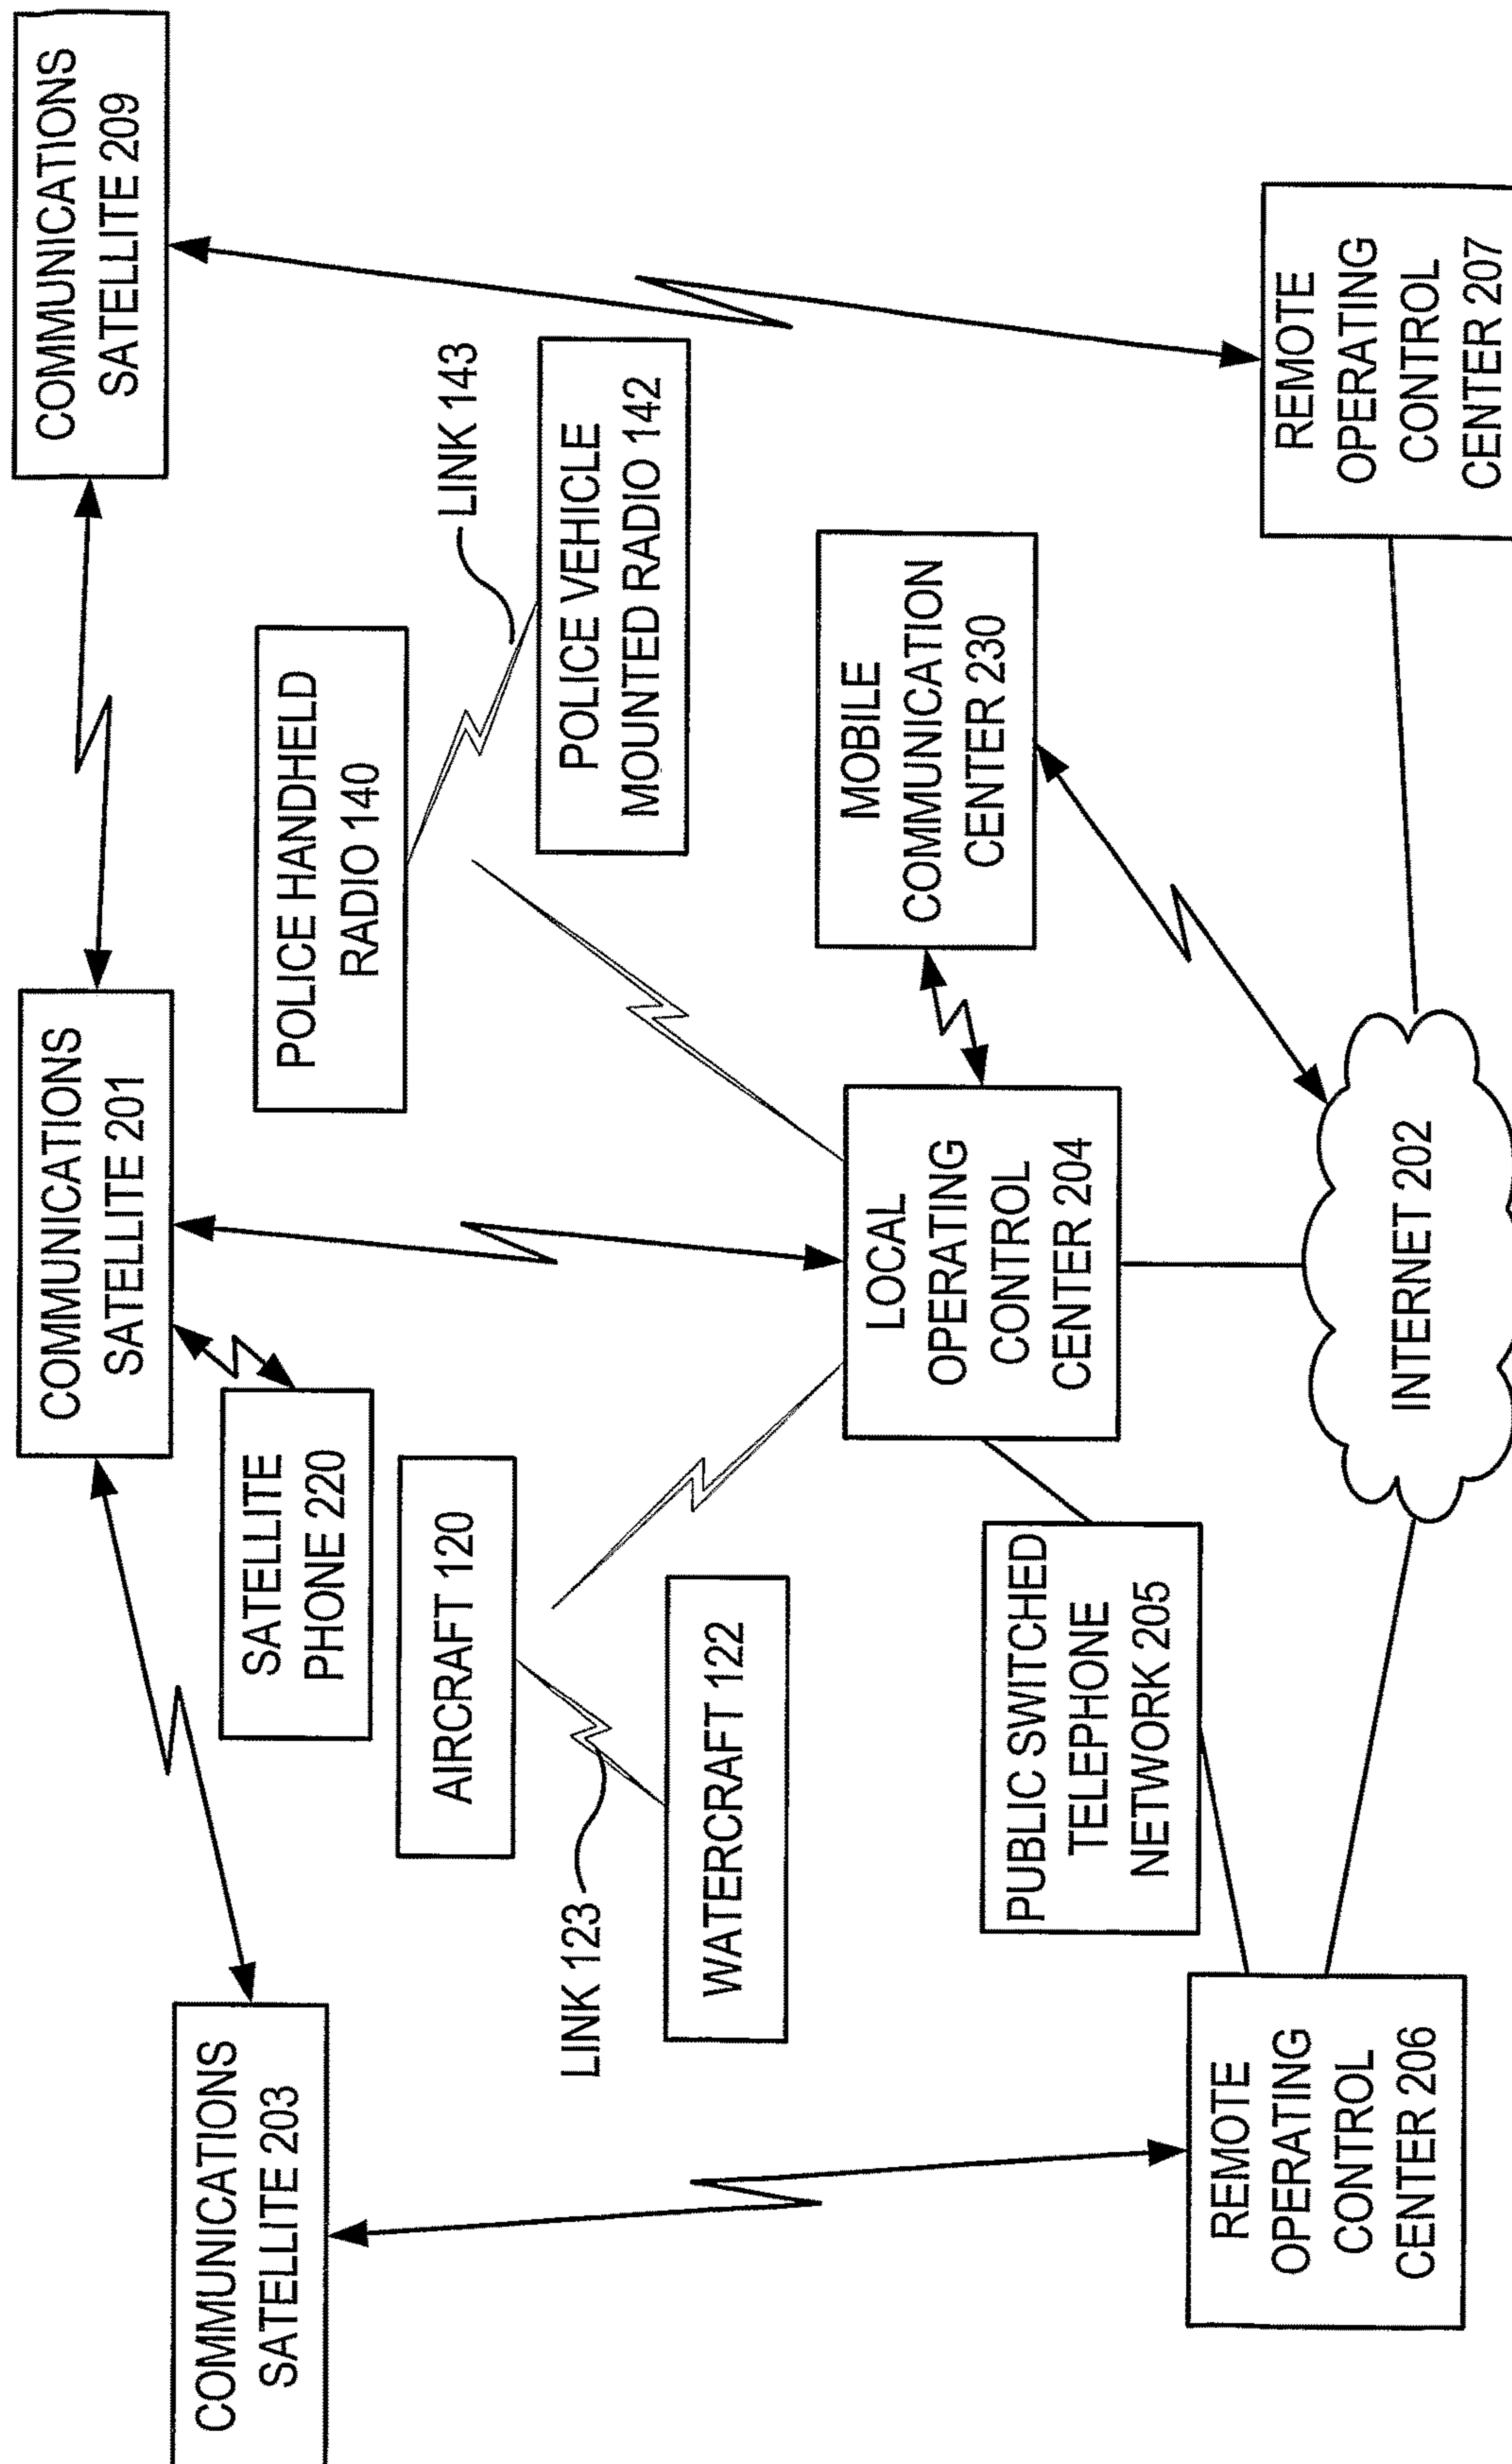 COMMUNICATIONS
SATELLITE 203
COMMUNICATIONS
SATELLITE 201
COMMUNICATIONS
SATELLITE 209
SATELLITE
PHONE 220
POLICE HANDHELD
RADIO 140
LINK 143
AIRCRAFT 120
POLICE VEHICLE
MOUNTED RADIO 142
LINK 123
WATERCRAFT 122
MOBILE
COMMUNICATION
CENTER 230
LOCAL
OPERATING
CONTROL
CENTER 204
PUBLIC SWITCHED
TELEPHONE
NETWORK 205
REMOTE
OPERATING
CONTROL
CENTER 206
INTERNET 202
REMOTE
OPERATING
CONTROL
CENTER 207